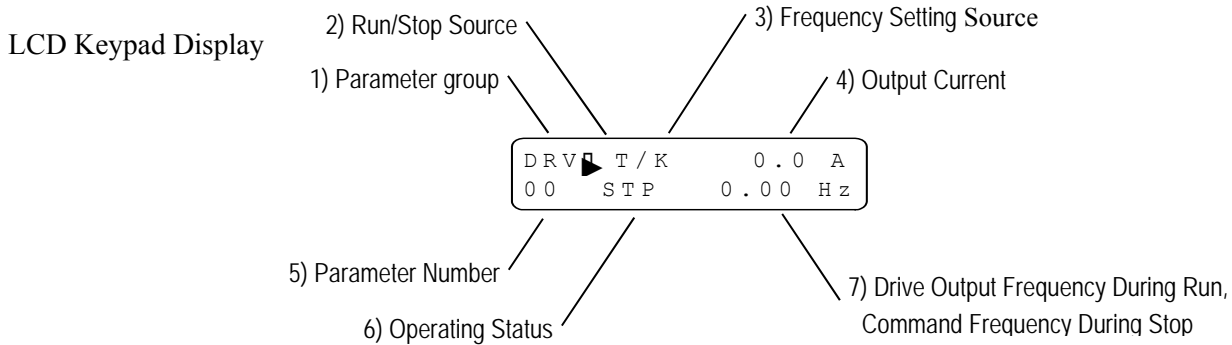 LCD Keypad Display
2) Run/Stop Source
3) Frequency Setting Source
1) Parameter group
4) Output Current
DRV▶ T/K 0.0 A
00 STP 0.00 Hz
5) Parameter Number
6) Operating Status
7) Drive Output Frequency During Run,
Command Frequency During Stop